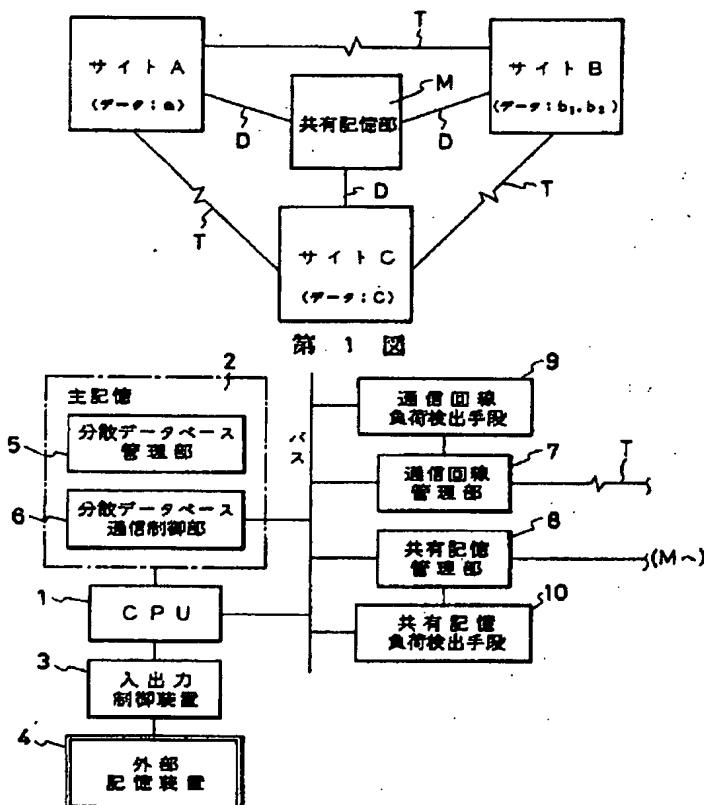 T
サイトA
(データ:a)
サイトB
(データ:b₁,b₂)
M
共有記憶部
D
D
D
T
T
サイトC
(データ:C)
第 1 図
2
主記憶
5
分散データベース
管理部
6
分散データベース
通信制御部
1
CPU
3
入出力
制御装置
4
外部
記憶装置
バス
9
通信回線
負荷検出手段
7
通信回線
管理部
T
8
共有記憶
管理部
(Mへ)
10
共有記憶
負荷検出手段